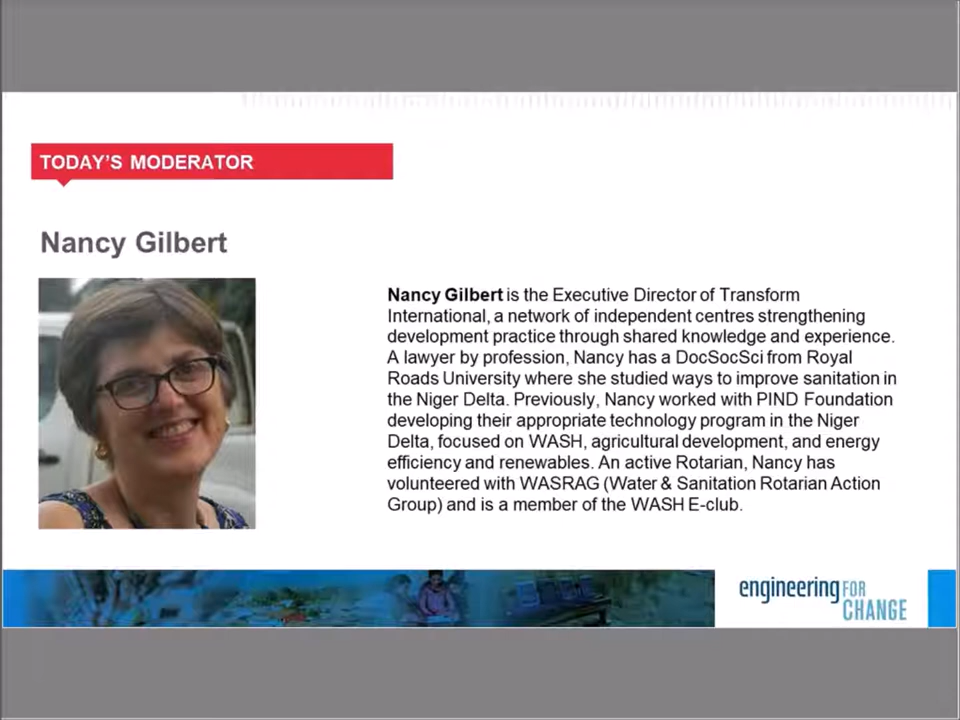 TODAY'S MODERATOR
Nancy Gilbert
Nancy Gilbert is the Executive Director of Transform
International, a network of independent centres strengthening
development practice through shared knowledge and experience.
A lawyer by profession, Nancy has a DocSocSci from Royal
Roads University where she studied ways to improve sanitation in
the Niger Delta. Previously, Nancy worked with PIND Foundation
developing their appropriate technology program in the Niger
Delta, focused on WASH, agricultural development, and energy
efficiency and renewables. An active Rotarian, Nancy has
volunteered with WASRAG (Water & Sanitation Rotarian Action
Group) and is a member of the WASH E-club.
engineering FOR
CHANGE